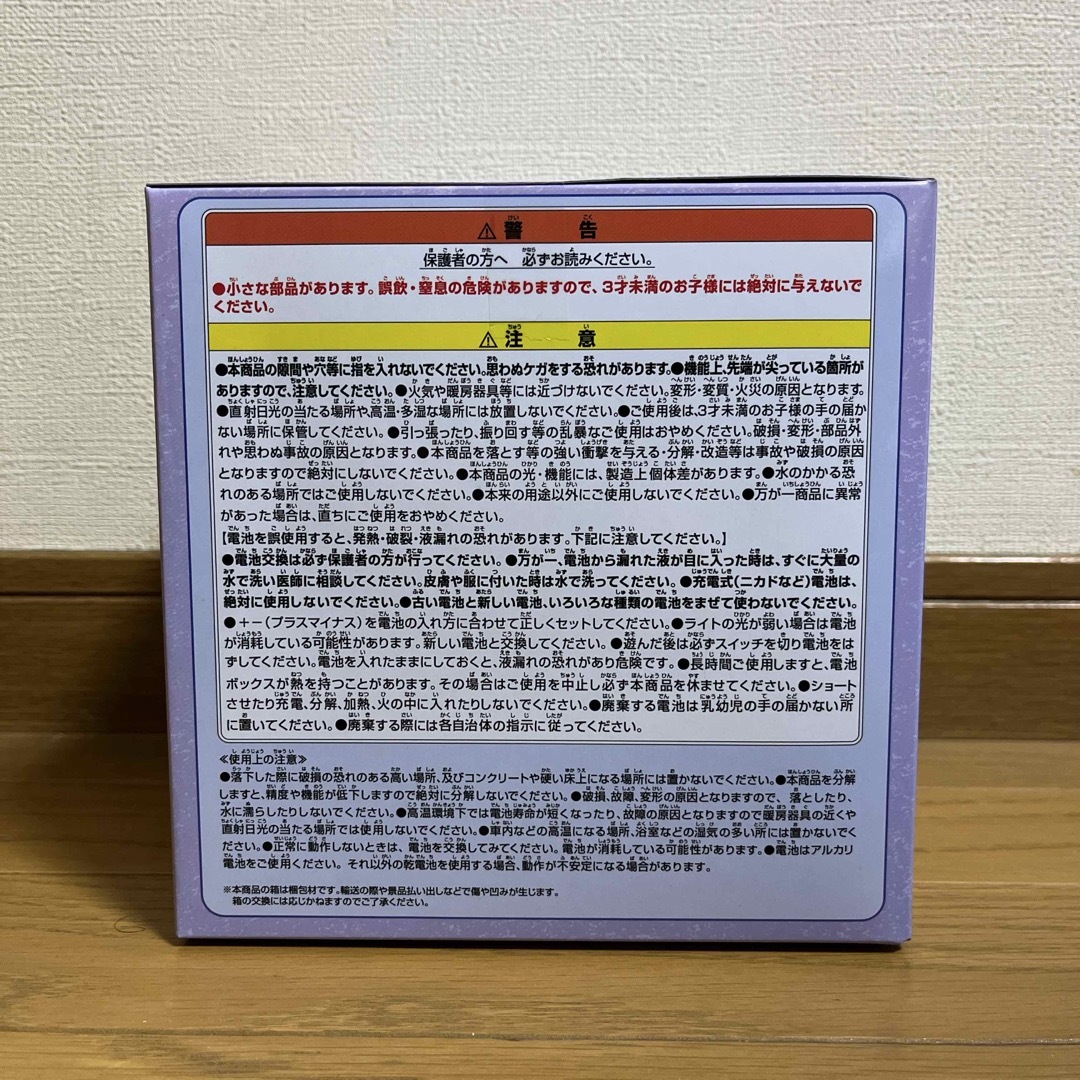 ⚠警告
保護者の方へ 必ずお読みください。
●小さな部品があります。誤飲・窒息の危険がありますので、3才未満のお子様には絶対に与えないで
ください。
⚠注意
●本商品の隙間や穴等に指を入れないでください。思わぬケガをする恐れがあります。●機能上、先端が尖っている箇所が
ありますので、注意してください。●火気や暖房器具等には近づけないでください。変形・変質・火災の原因となります。
●直射日光の当たる場所や、高温・多湿な場所には放置しないでください。●ご使用後は、3才未満のお子様の手の届か
ない場所に保管してください。●引っ張ったり、振り回す等の乱暴なご使用はおやめください。破損・変形・部品外
れや思わぬ事故の原因となります。●本商品を落とす等の強い衝撃を与える・分解・改造等は事故や破損の原因
となりますので絶対にしないでください。●本商品の光・機能には、製造上個体差があります。●水のかかる恐
れのある場所ではご使用しないでください。●本来の用途以外にご使用しないでください。●万が一商品に異常
があった場合は、直ちにご使用をおやめください。
【電池を誤使用すると、発熱・破裂・液漏れの恐れがあります。下記に注意してください。】
●電池交換は必ず保護者の方が行ってください。●万が一、電池から漏れた液が目に入った時は、すぐに大量の
水で洗い医師に相談してください。皮膚や服に付いた時は水で洗ってください。●充電式(ニカドなど)電池は、
絶対に使用しないでください。●古い電池と新しい電池、いろいろな種類の電池をまぜて使わないでください。
●+−(プラスマイナス)を電池の入れ方に合わせて正しくセットしてください。●ライトの光が弱い場合は電池
が消耗している可能性があります。新しい電池と交換してください。●遊んだ後は必ずスイッチを切り電池をは
ずしてください。電池を入れたままにしておくと、液漏れの恐れがあり危険です。●長時間ご使用しますと、電池
ボックスが熱を持つことがあります。その場合はご使用を中止し必ず本商品を休ませてください。●ショート
させたり充電、分解、加熱、火の中に入れたりしないでください。●廃棄する電池は乳幼児の手の届かない所
に置いてください。●廃棄する際には各自治体の指示に従ってください。
≪使用上の注意≫
●落下した際に破損の恐れのある高い場所、及びコンクリートや硬い床上になる場所には置かないでください。●本商品を分解
しますと、精度や機能が低下しますので絶対に分解しないでください。●破損、故障、変形の原因となりますので、落としたり、
水に濡らしたりしないでください。●高温環境下では電池寿命が短くなったり、故障の原因となりますので暖房器具の近くや
直射日光の当たる場所では使用しないでください。●車内などの高温になる場所、浴室などの湿気の多い所には置かないでくだ
さい。●正常に動作しないときは、電池を交換してみてください。電池が消耗している可能性があります。●電池はアルカリ
電池をご使用ください。それ以外の乾電池を使用する場合、動作が不安定になる場合があります。
※本商品の箱は梱包材です。輸送の際や景品払い出しなどで傷や凹みが生じます。
箱の交換には応じかねますのでご了承ください。